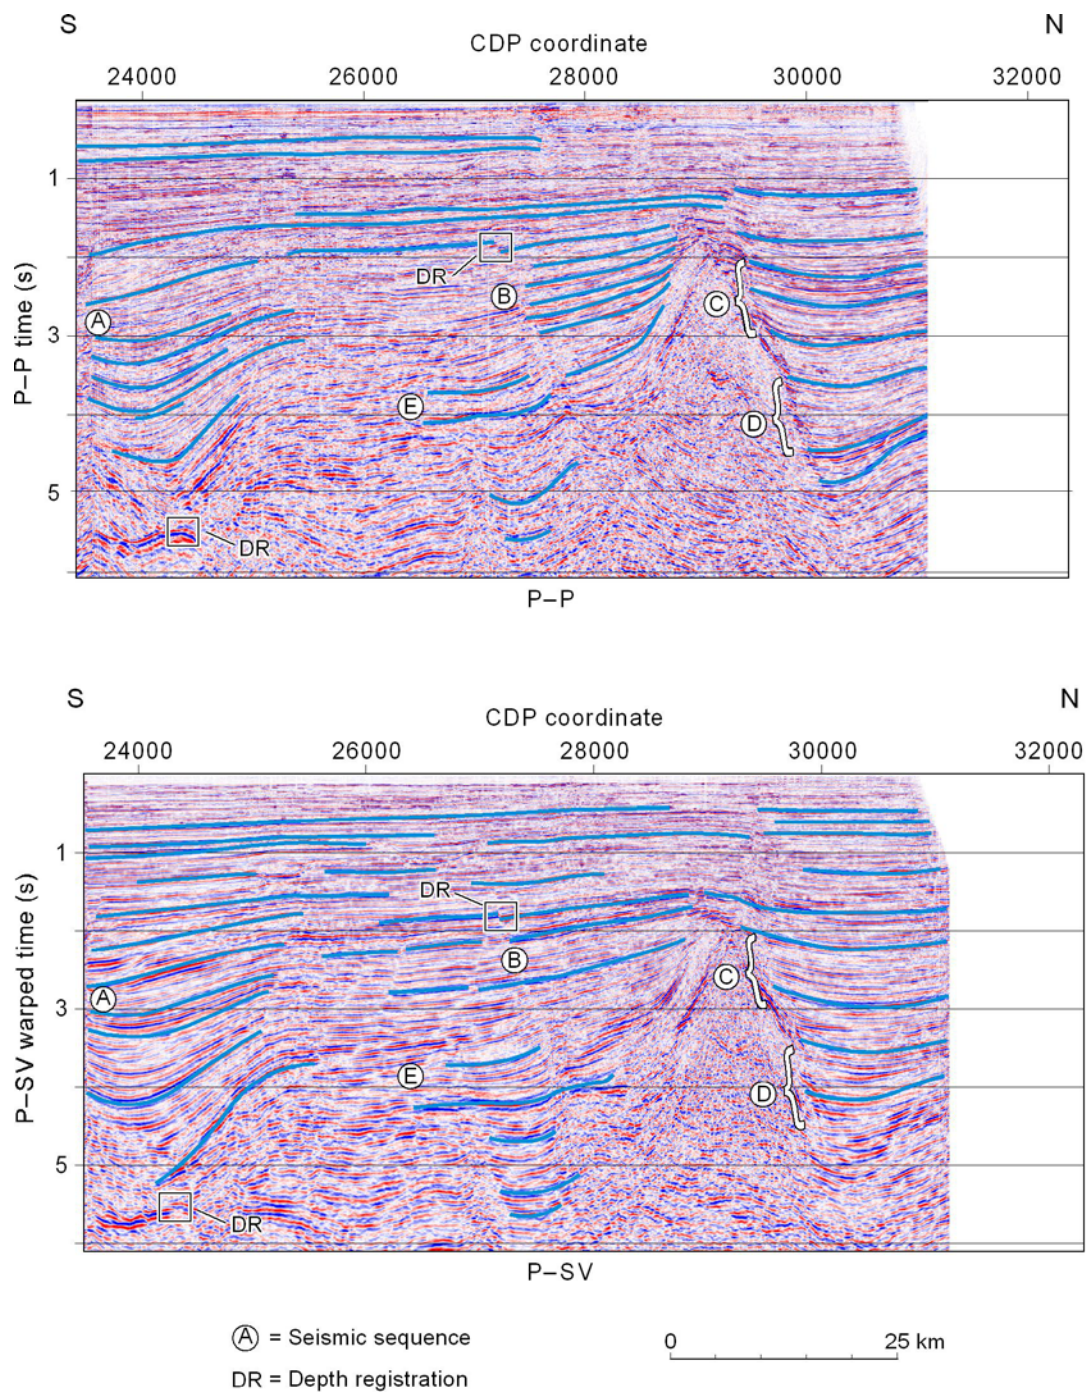 S N
CDP coordinate
24000 26000 28000 30000 32000
1
DR
B
C
A
3
E
D
5
DR
P–P time (s)
P–P
S N
CDP coordinate
24000 26000 28000 30000 32000
1
DR
B
C
A
3
E
D
5
DR
P–SV warped time (s)
P–SV
A = Seismic sequence
0 25 km
DR = Depth registration